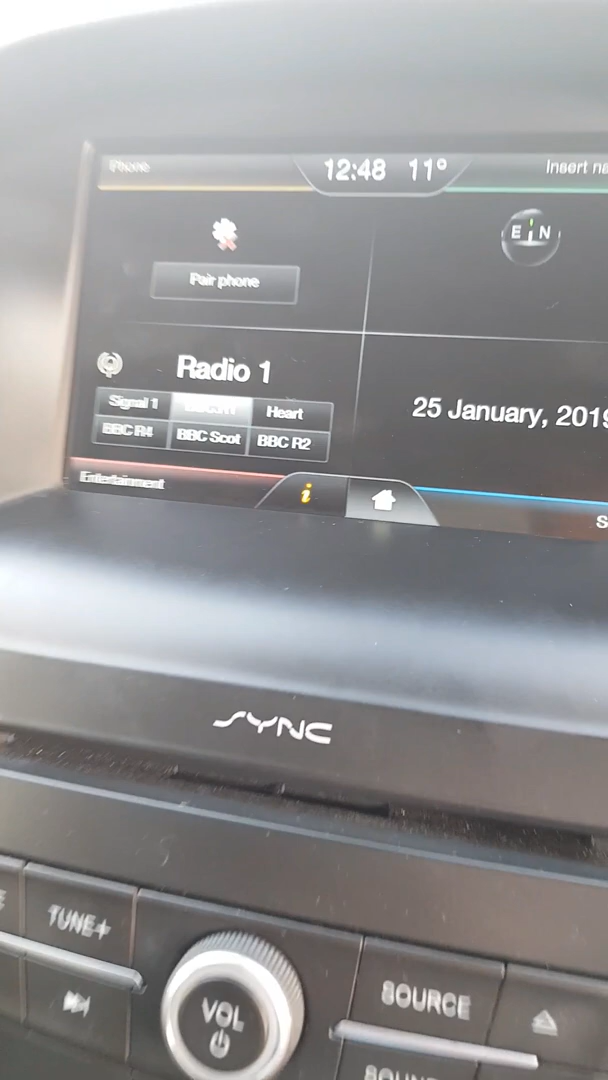 Phone 12:48 11° Insert na
E N
Pair phone
Radio 1
Signal 1 Heart
BBC R4 BBC Scot BBC R2
25 January, 2019
Entertainment i S
SYNC
TUNE+
VOL
SOURCE
SOUND